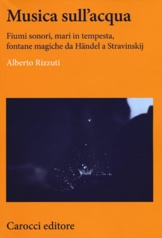 Musica sull'acqua
Fiumi sonori, mari in tempesta,
fontane magiche da Händel a Stravinskij
Alberto Rizzuti
Carocci editore